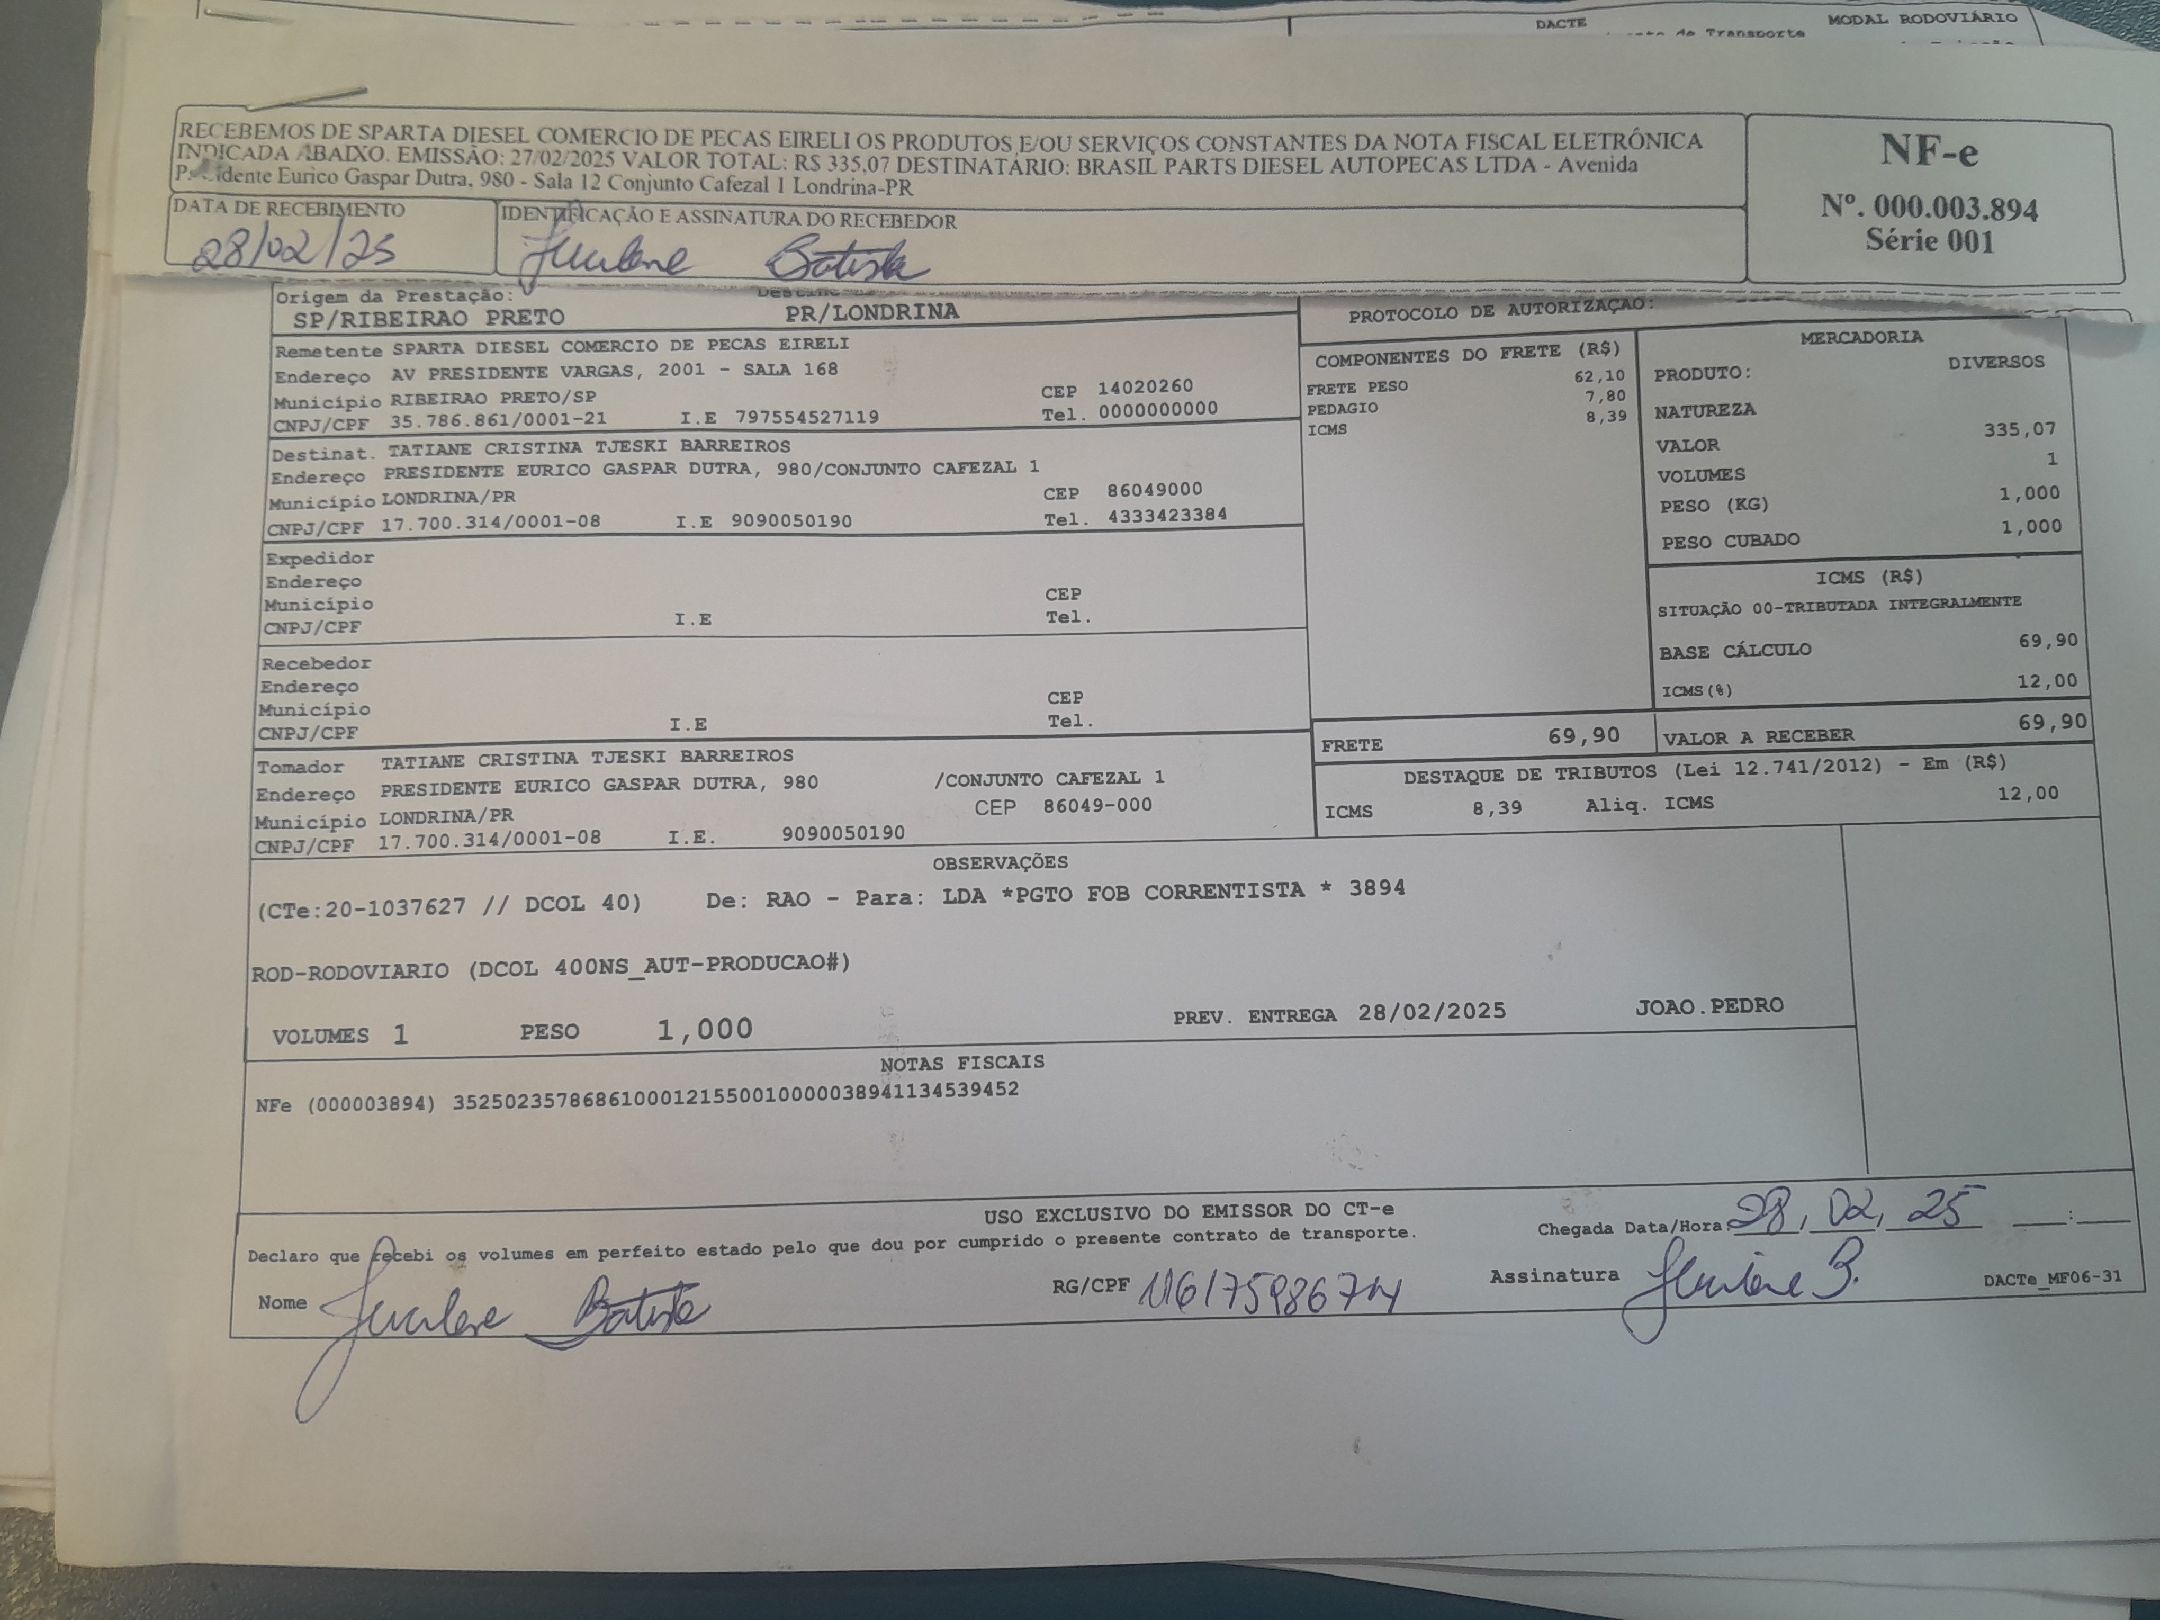 DACTE
MODAL RODOVIÁRIO
de Transporte
RECEBEMOS DE SPARTA DIESEL COMERCIO DE PECAS EIRELI OS PRODUTOS E/OU SERVIÇOS CONSTANTES DA NOTA FISCAL ELETRÔNICA
INDICADA ABAIXO. EMISSÃO: 27/02/2025 VALOR TOTAL: R$ 335,07 DESTINATÁRIO: BRASIL PARTS DIESEL AUTOPECAS LTDA - Avenida
Eurico Gaspar Dutra, 980 - Sala 12 Conjunto Cafezal 1 Londrina-PR
NF-e
Nº. 000.003.894
Série 001
DATA DE RECEBIMENTO
28/02/25
IDENTIFICAÇÃO E ASSINATURA DO RECEBEDOR
Batista
Origem da Prestação:
SP/RIBEIRAO PRETO
PR/LONDRINA
PROTOCOLO DE AUTORIZAÇÃO:
Remetente SPARTA DIESEL COMERCIO DE PECAS EIRELI
Endereço AV PRESIDENTE VARGAS, 2001 - SALA 168
Município RIBEIRAO PRETO/SP CEP 14020260
CNPJ/CPF 35.786.861/0001-21 I.E 797554527119 Tel. 0000000000
Destinat. TATIANE CRISTINA TJESKI BARREIROS
Endereço PRESIDENTE EURICO GASPAR DUTRA, 980/CONJUNTO CAFEZAL 1
Município LONDRINA/PR CEP 86049000
CNPJ/CPF 17.700.314/0001-08 I.E 9090050190 Tel. 4333423384
Expedidor
Endereço
Município CEP
CNPJ/CPF I.E Tel.
Recebedor
Endereço
Município CEP
CNPJ/CPF I.E Tel.
Tomador TATIANE CRISTINA TJESKI BARREIROS
Endereço PRESIDENTE EURICO GASPAR DUTRA, 980 /CONJUNTO CAFEZAL 1
Município LONDRINA/PR CEP 86049-000
CNPJ/CPF 17.700.314/0001-08 I.E. 9090050190
COMPONENTES DO FRETE (R$)
FRETE PESO 62,10
PEDAGIO 7,80
ICMS 8,39
MERCADORIA
PRODUTO: DIVERSOS
NATUREZA
VALOR 335,07
VOLUMES 1
PESO (KG) 1,000
PESO CUBADO 1,000
ICMS (R$)
SITUAÇÃO 00-TRIBUTADA INTEGRALMENTE
BASE CÁLCULO 69,90
ICMS(%) 12,00
FRETE 69,90 VALOR A RECEBER 69,90
DESTAQUE DE TRIBUTOS (Lei 12.741/2012) - Em (R$)
ICMS 8,39 Aliq. ICMS 12,00
OBSERVAÇÕES
(CTe:20-1037627 // DCOL 40) De: RAO - Para: LDA *PGTO FOB CORRENTISTA * 3894
ROD-RODOVIARIO (DCOL 400NS_AUT-PRODUCAO#)
VOLUMES 1 PESO 1,000 PREV. ENTREGA 28/02/2025 JOAO.PEDRO
NOTAS FISCAIS
NFe (000003894) 35250235786861000121550010000038941134539452
USO EXCLUSIVO DO EMISSOR DO CT-e
Declaro que recebi os volumes em perfeito estado pelo que dou por cumprido o presente contrato de transporte.
Chegada Data/Hora: 28, 02, 25 __:__
Nome Batista
RG/CPF
Assinatura B.
DACTe_MF06-31